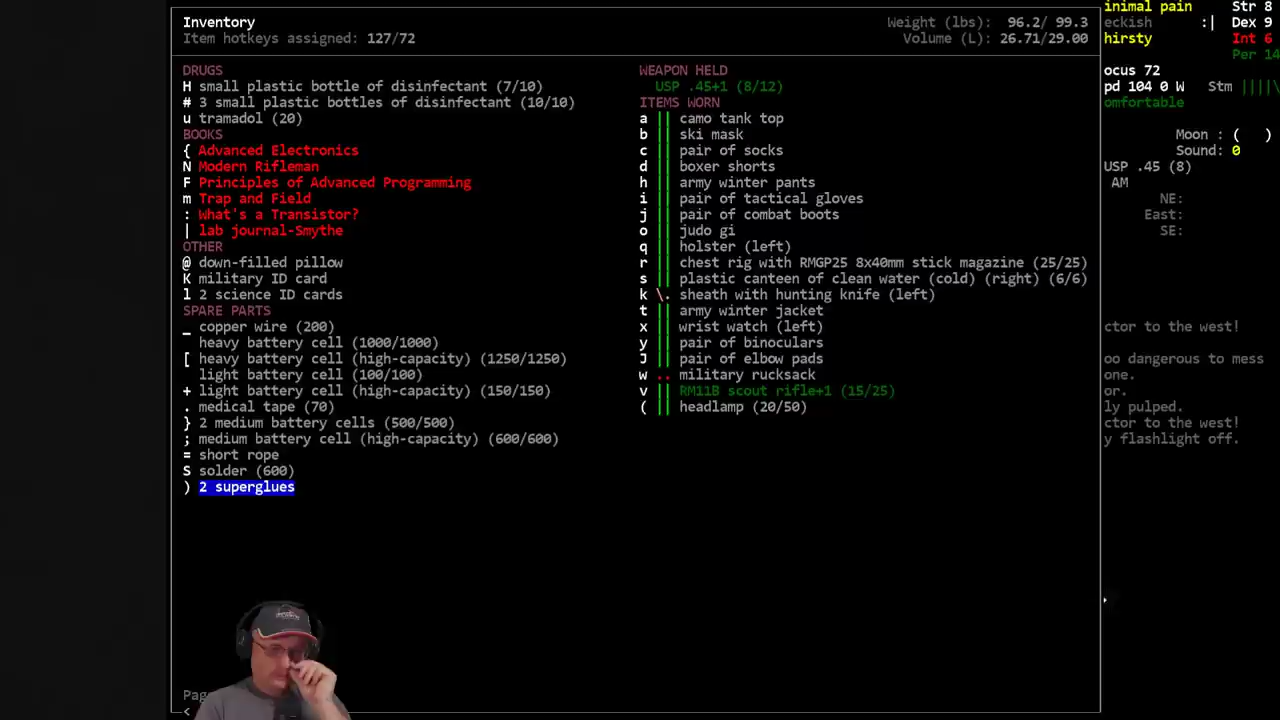 Inventory
Item hotkeys assigned: 127/72
Weight (lbs): 96.2/ 99.3
Volume (L): 26.71/29.00
DRUGS
H small plastic bottle of disinfectant (7/10)
# 3 small plastic bottles of disinfectant (10/10)
u tramadol (20)
BOOKS
{ Advanced Electronics
N Modern Rifleman
F Principles of Advanced Programming
m Trap and Field
: What's a Transistor?
| lab journal-Smythe
OTHER
@ down-filled pillow
K military ID card
l 2 science ID cards
SPARE PARTS
_ copper wire (200)
heavy battery cell (1000/1000)
[ heavy battery cell (high-capacity) (1250/1250)
light battery cell (100/100)
+ light battery cell (high-capacity) (150/150)
. medical tape (70)
} 2 medium battery cells (500/500)
; medium battery cell (high-capacity) (600/600)
= short rope
S solder (600)
) 2 superglues
Pag
<
WEAPON HELD
USP .45+1 (8/12)
ITEMS WORN
a || camo tank top
b || ski mask
c || pair of socks
d || boxer shorts
h || army winter pants
i || pair of tactical gloves
j || pair of combat boots
o || judo gi
q || holster (left)
r || chest rig with RMGP25 8x40mm stick magazine (25/25)
s || plastic canteen of clean water (cold) (right) (6/6)
k \. sheath with hunting knife (left)
t || army winter jacket
x || wrist watch (left)
y || pair of binoculars
J || pair of elbow pads
w .. military rucksack
v || RM11B scout rifle+1 (15/25)
( || headlamp (20/50)
inimal pain Str 8
eckish :| Dex 9
hirsty Int 6
Per 14
ocus 72
pd 104 0 W Stm ||||\
omfortable
Moon : ( )
Sound: 0
USP .45 (8)
AM
NE:
East:
SE:
ctor to the west!
oo dangerous to mess
one.
or.
ly pulped.
ctor to the west!
y flashlight off.